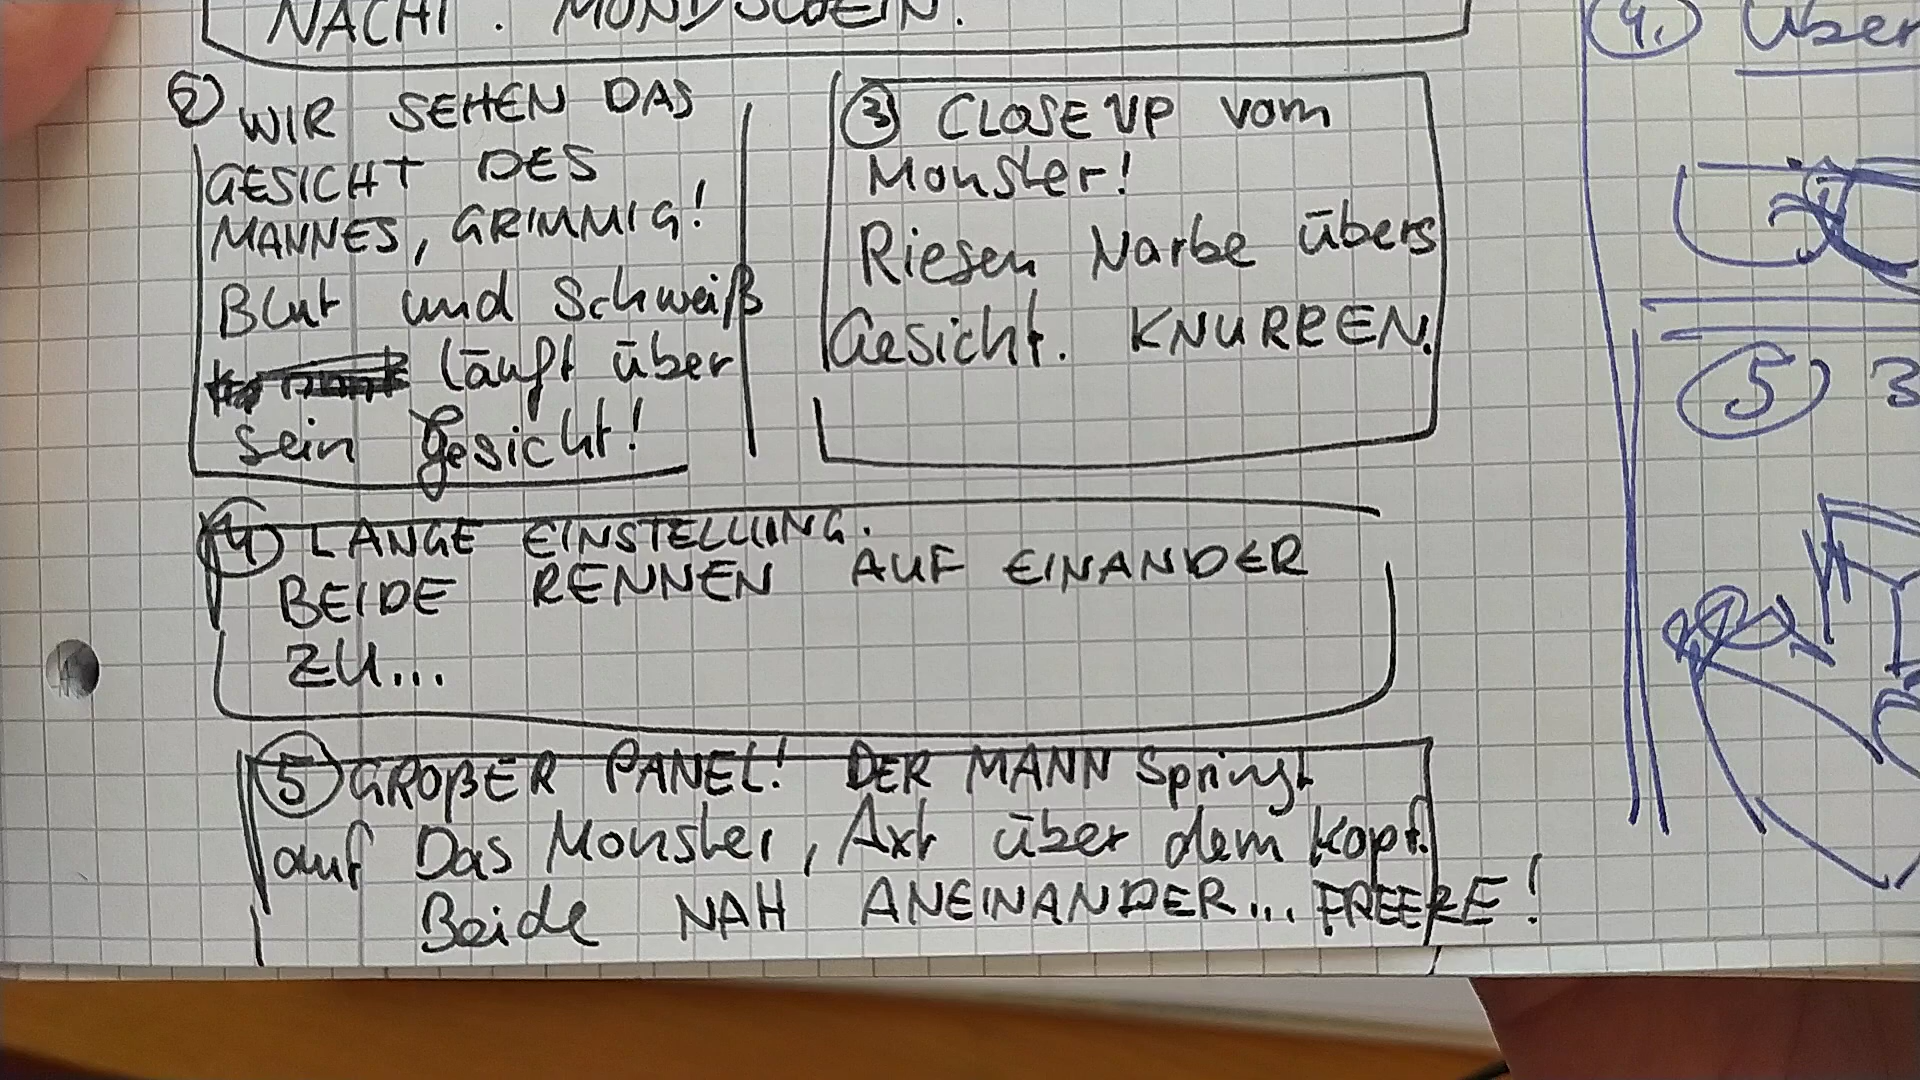 NACHT. MONDSCHEIN.
② WIR SEHEN DAS
GESICHT DES
MANNES, GRIMMIG!
Blut und Schweiß
läuft über
sein Gesicht!
③ CLOSE UP vom
Monster!
Riesen Narbe übers
Gesicht. KNURREN.
④ LANGE EINSTELLUNG.
BEIDE RENNEN AUF EINANDER
ZU...
⑤ GROßER PANEL! DER MANN Springt
auf Das Monster, Axt über dem Kopf.
Beide NAH ANEINANDER...
4. Über
⑤ 3